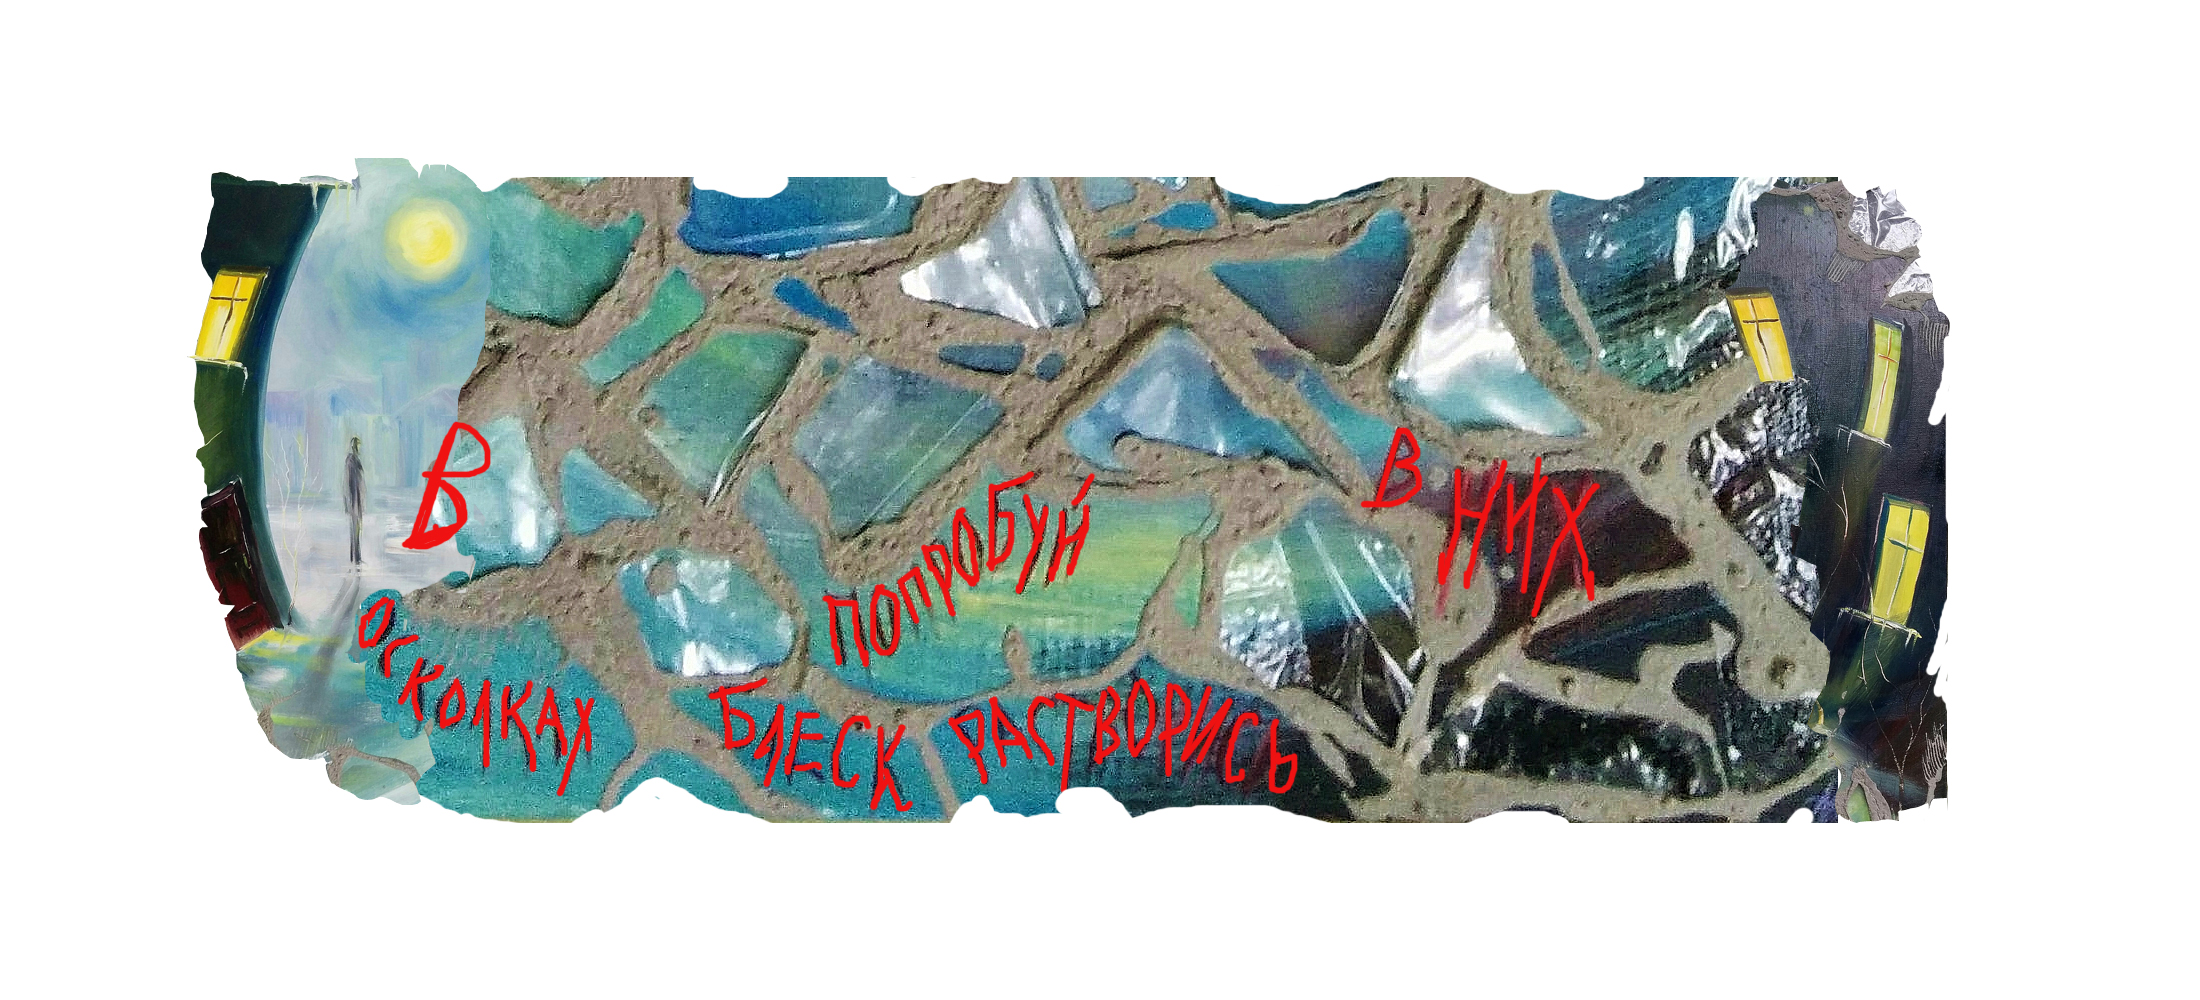 В
ОСКОЛКАХ
БЛЕСК
ПОПРОБУЙ
РАСТВОРИСЬ
В НИХ